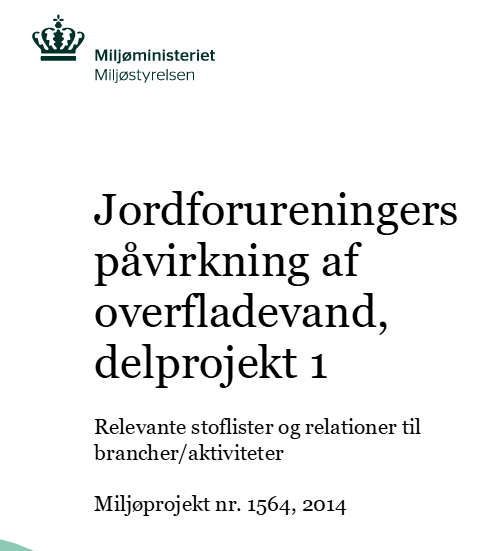 Miljøministeriet
Miljøstyrelsen
Jordforureningers
påvirkning af
overfladevand,
delprojekt 1
Relevante stoflister og relationer til
brancher/aktiviteter
Miljøprojekt nr. 1564, 2014